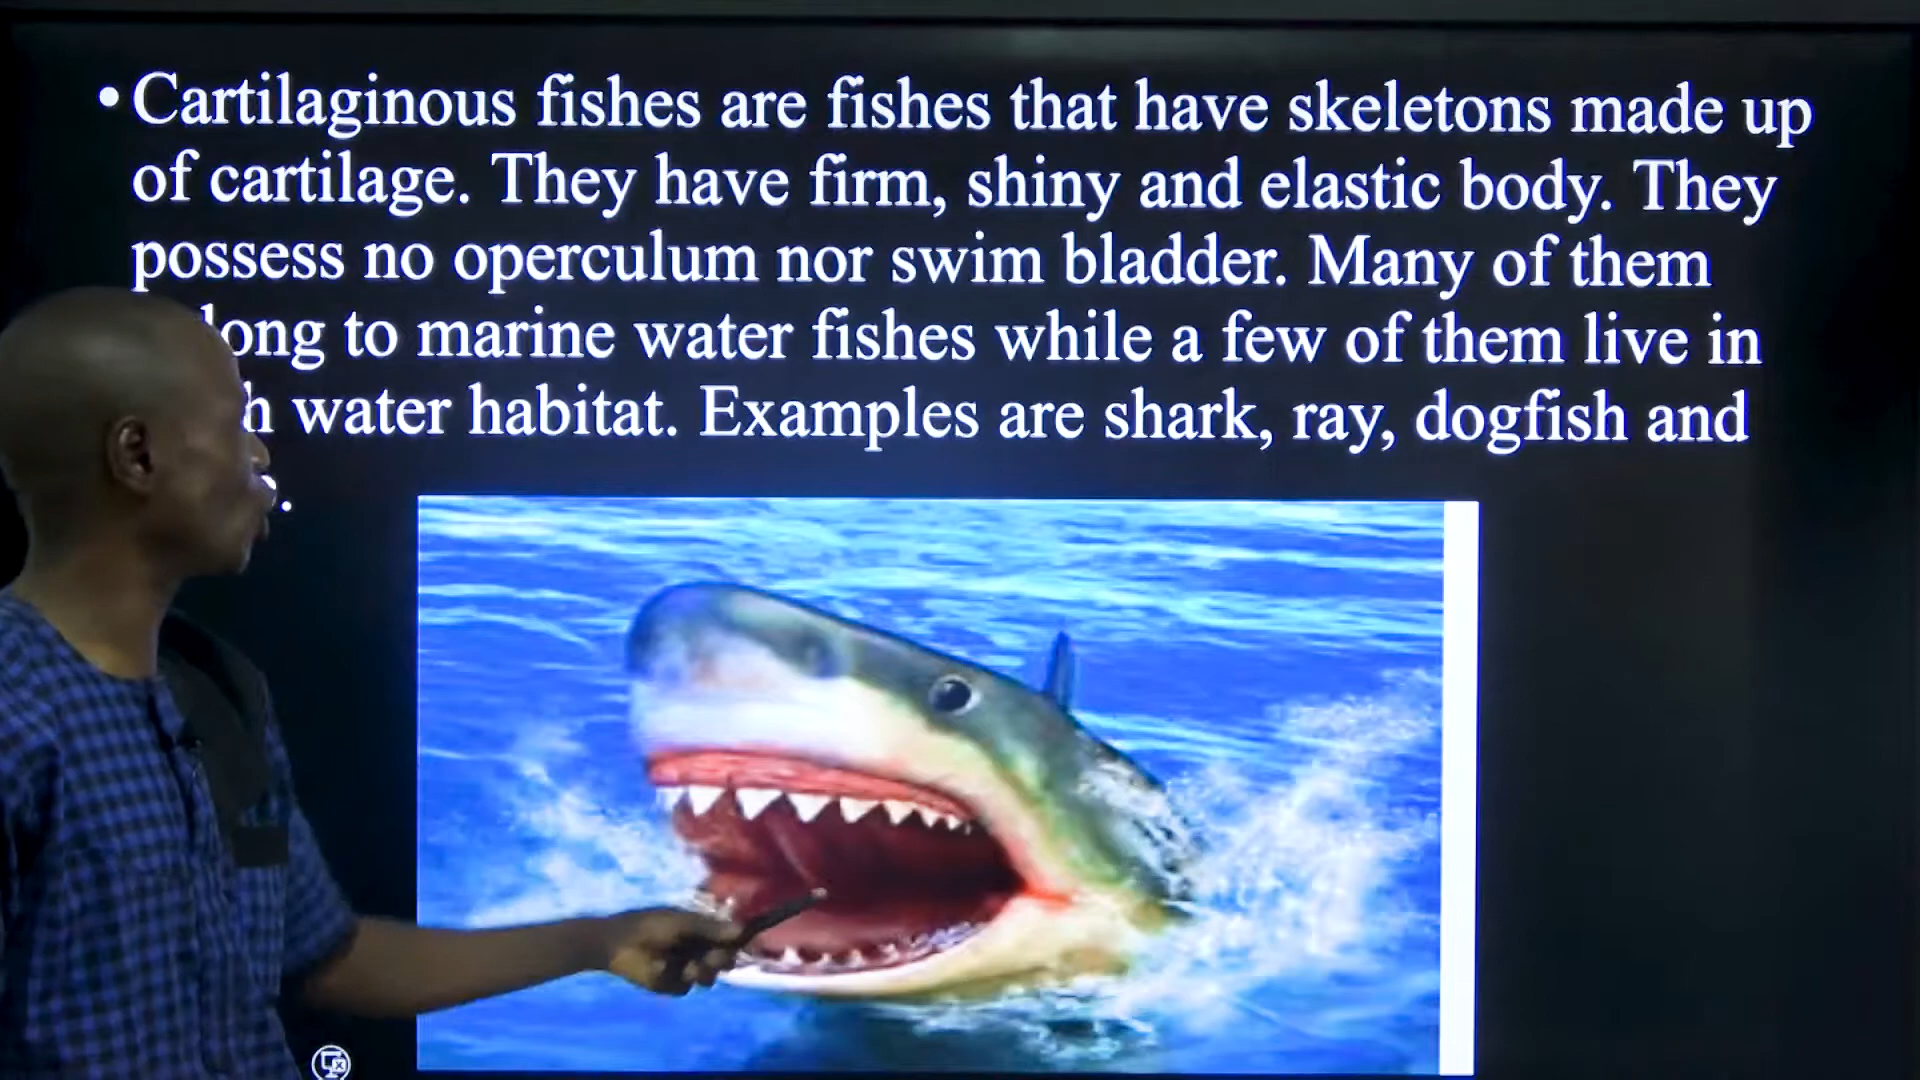 • Cartilaginous fishes are fishes that have skeletons made up
of cartilage. They have firm, shiny and elastic body. They
possess no operculum nor swim bladder. Many of them
to marine water fishes while a few of them live in
water habitat. Examples are shark, ray, dogfish and